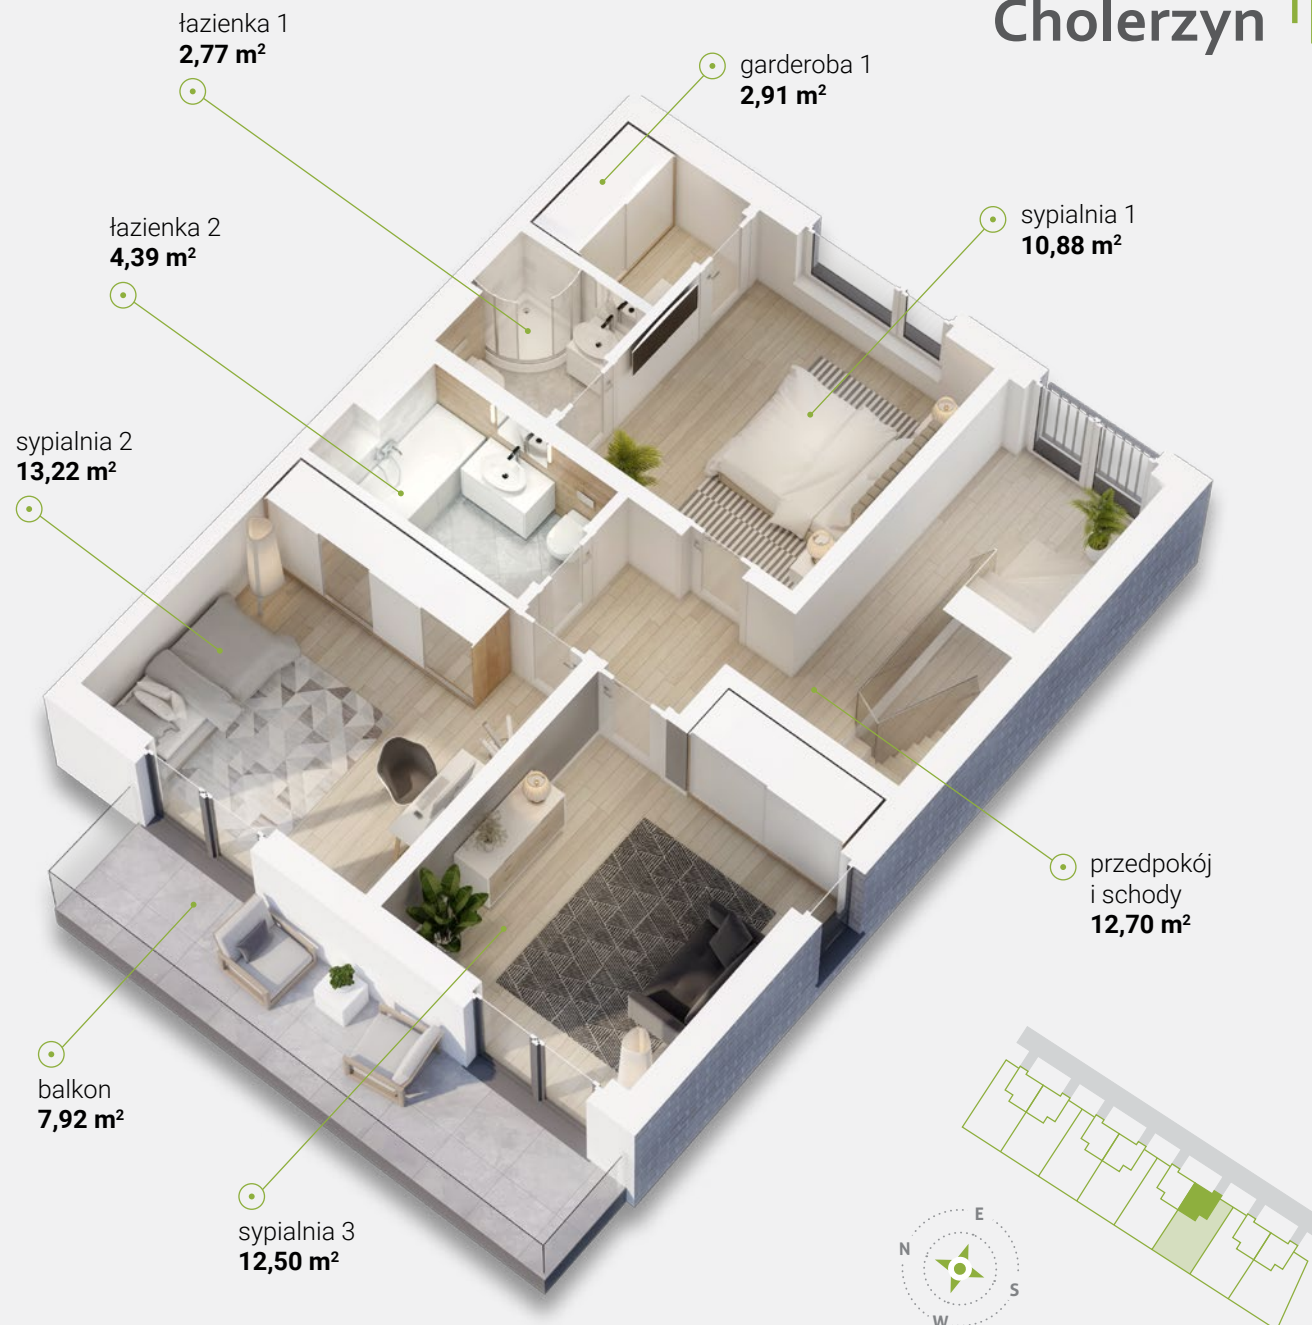 Cholerzyn
łazienka 1
2,77 m²
garderoba 1
2,91 m²
sypialnia 1
10,88 m²
łazienka 2
4,39 m²
sypialnia 2
13,22 m²
przedpokój
i schody
12,70 m²
balkon
7,92 m²
sypialnia 3
12,50 m²
E
N
S
W